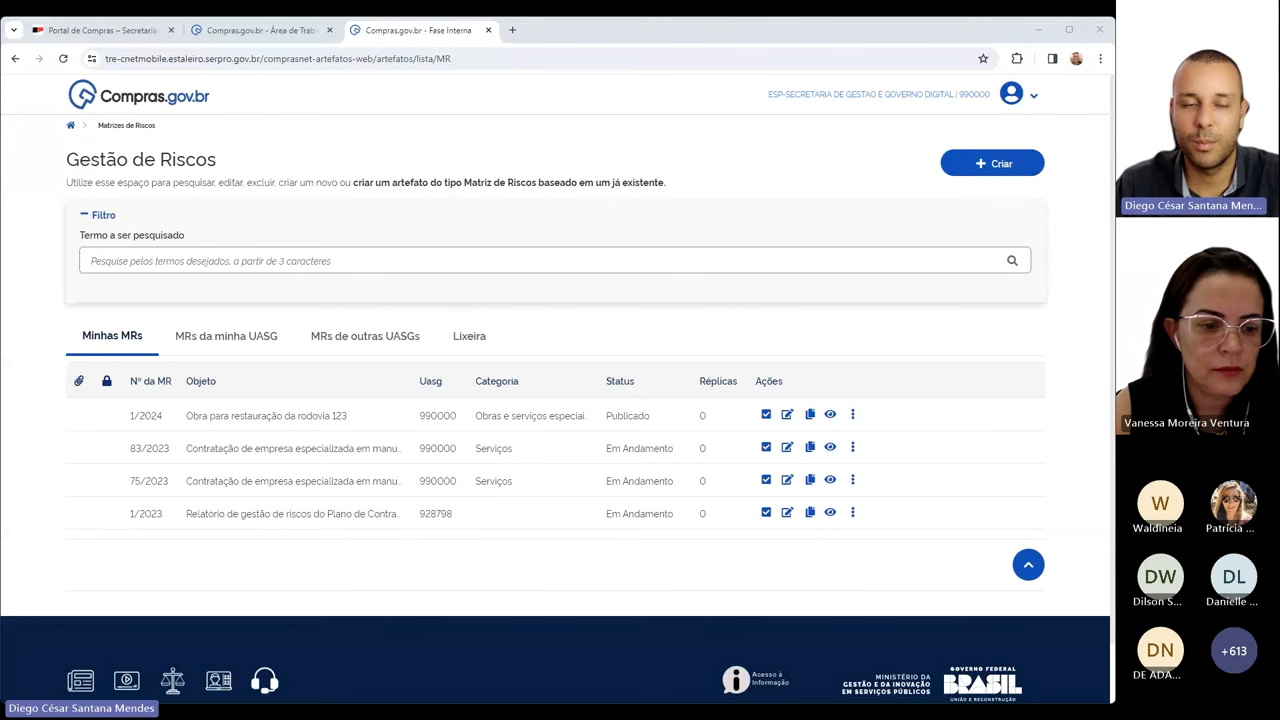 Portal de Compras – Secretaria
Compras.gov.br - Área de Trab
Compras.gov.br - Fase Interna
tre-cnetmobile.estaleiro.serpro.gov.br/comprasnet-artefatos-web/artefatos/lista/MR
Compras.gov.br
ESP-SECRETARIA DE GESTAO E GOVERNO DIGITAL | 990000
Matrizes de Riscos
Gestão de Riscos
Criar
Utilize esse espaço para pesquisar, editar, excluir, criar um novo ou criar um artefato do tipo Matriz de Riscos baseado em um já existente.
Filtro
Termo a ser pesquisado
Pesquise pelos termos desejados, a partir de 3 caracteres
Minhas MRs MRs da minha UASG MRs de outras UASGs Lixeira
Nº da MR Objeto Uasg Categoria Status Réplicas Ações
1/2024 Obra para restauração da rodovia 123 990000 Obras e serviços especiai. Publicado 0
83/2023 Contratação de empresa especializada em manu.. 990000 Serviços Em Andamento 0
75/2023 Contratação de empresa especializada em manu.. 990000 Serviços Em Andamento 0
1/2023 Relatório de gestão de riscos do Plano de Contra.. 928798 Em Andamento 0
Acesso à
Informação
MINISTÉRIO DA
GESTÃO E DA INOVAÇÃO
EM SERVIÇOS PÚBLICOS
GOVERNO FEDERAL
BRASIL
UNIÃO E RECONSTRUÇÃO
Diego César Santana Mendes
Diego César Santana Men...
Vanessa Moreira Ventura
W
Waldineia
Patrícia ...
DW
Dilson S...
DL
Danielle ...
DN
DE ADA...
+613